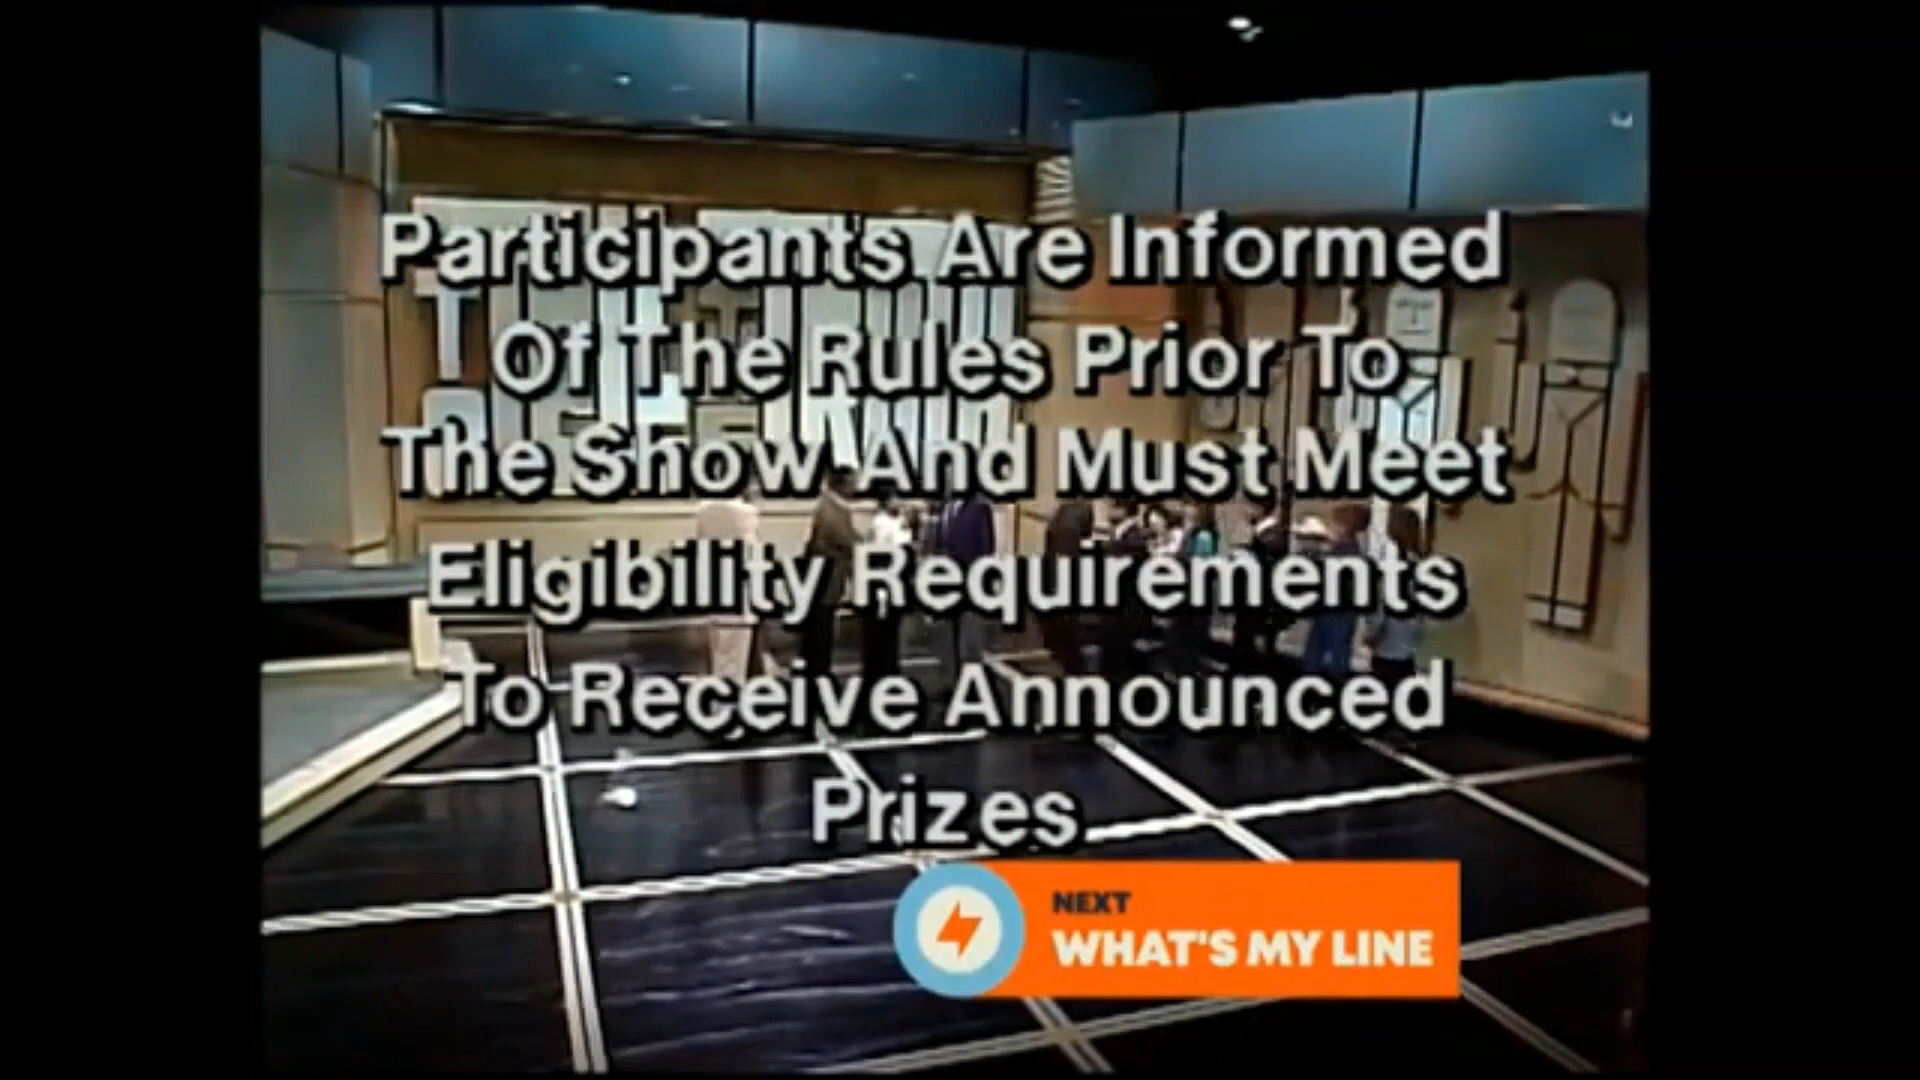 Participants Are Informed
Of The Rules Prior To
The Show And Must Meet
Eligibility Requirements
To Receive Announced
Prizes
NEXT
WHAT'S MY LINE